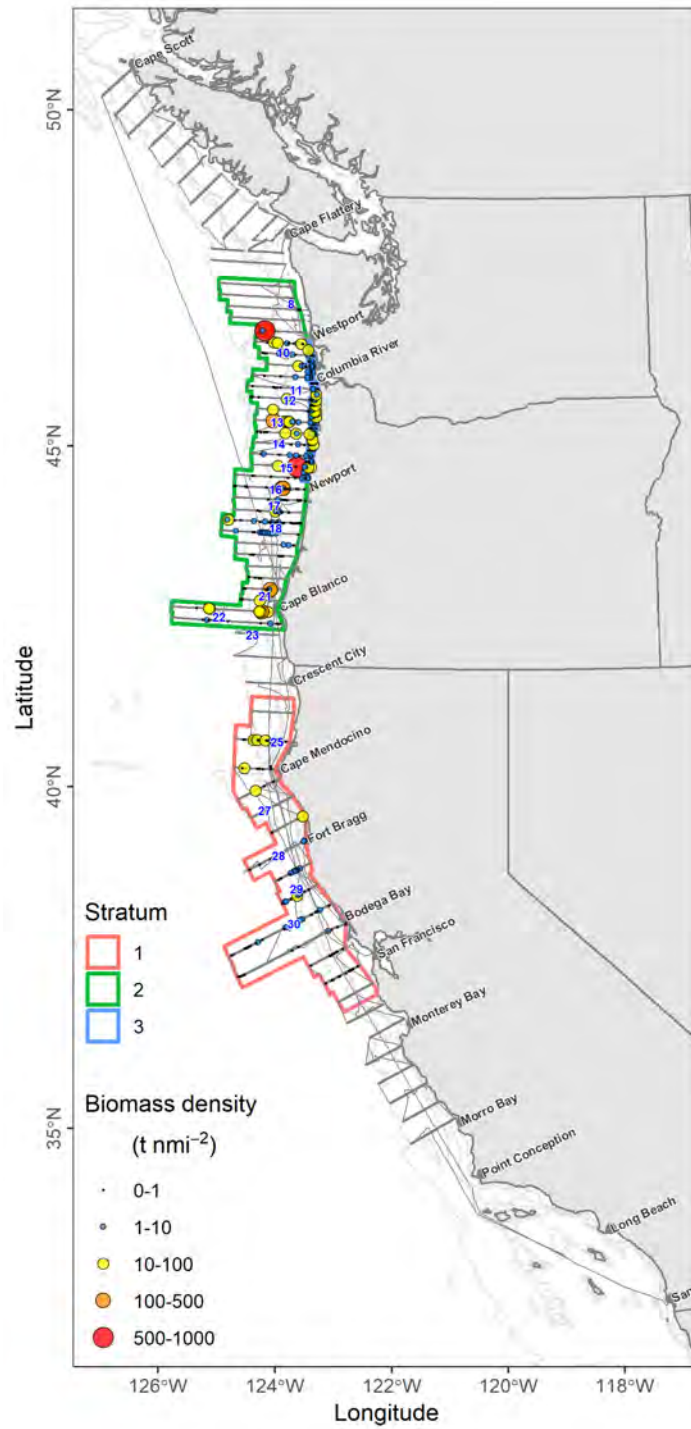 50°N
45°N
40°N
35°N
Latitude
Cape Scott
Cape Flattery
8
Westport
10
Columbia River
11
12
13
14
15
Newport
16
17
18
21
Cape Blanco
22
23
Crescent City
25
Cape Mendocino
27
Fort Bragg
28
29
Bodega Bay
30
San Francisco
Monterey Bay
Morro Bay
Point Conception
Long Beach
San
Stratum
1
2
3
Biomass density
(t nmi⁻²)
0-1
1-10
10-100
100-500
500-1000
126°W
124°W
122°W
120°W
118°W
Longitude